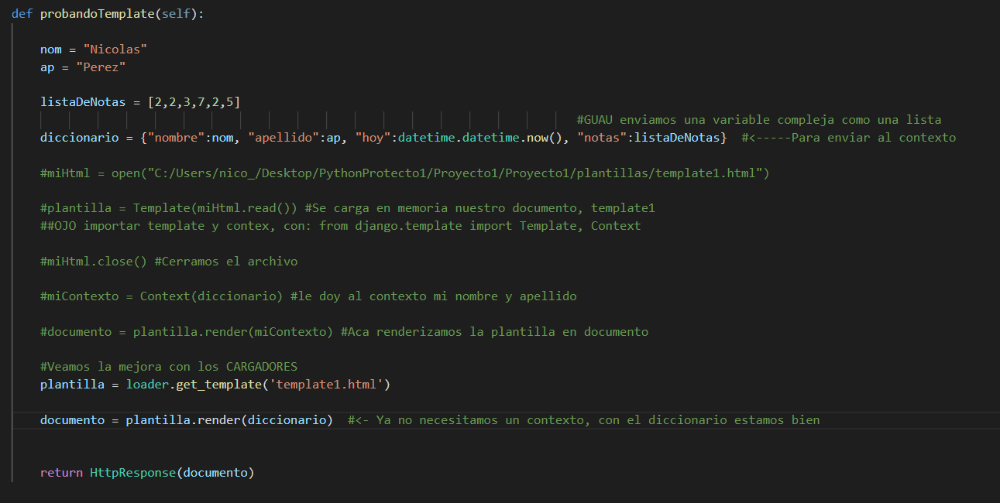 def probandoTemplate(self):
nom = "Nicolas"
ap = "Perez"
listaDeNotas = [2,2,3,7,2,5]
#GUAU enviamos una variable compleja como una lista
diccionario = {"nombre":nom, "apellido":ap, "hoy":datetime.datetime.now(), "notas":listaDeNotas}  #<-----Para enviar al contexto
#miHtml = open("C:/Users/nico_/Desktop/PythonProtecto1/Proyecto1/Proyecto1/plantillas/template1.html")
#plantilla = Template(miHtml.read()) #Se carga en memoria nuestro documento, template1
##OJO importar template y contex, con: from django.template import Template, Context
#miHtml.close() #Cerramos el archivo
#miContexto = Context(diccionario) #le doy al contexto mi nombre y apellido
#documento = plantilla.render(miContexto) #Aca renderizamos la plantilla en documento
#Veamos la mejora con los CARGADORES
plantilla = loader.get_template('template1.html')
documento = plantilla.render(diccionario)  #<- Ya no necesitamos un contexto, con el diccionario estamos bien
return HttpResponse(documento)